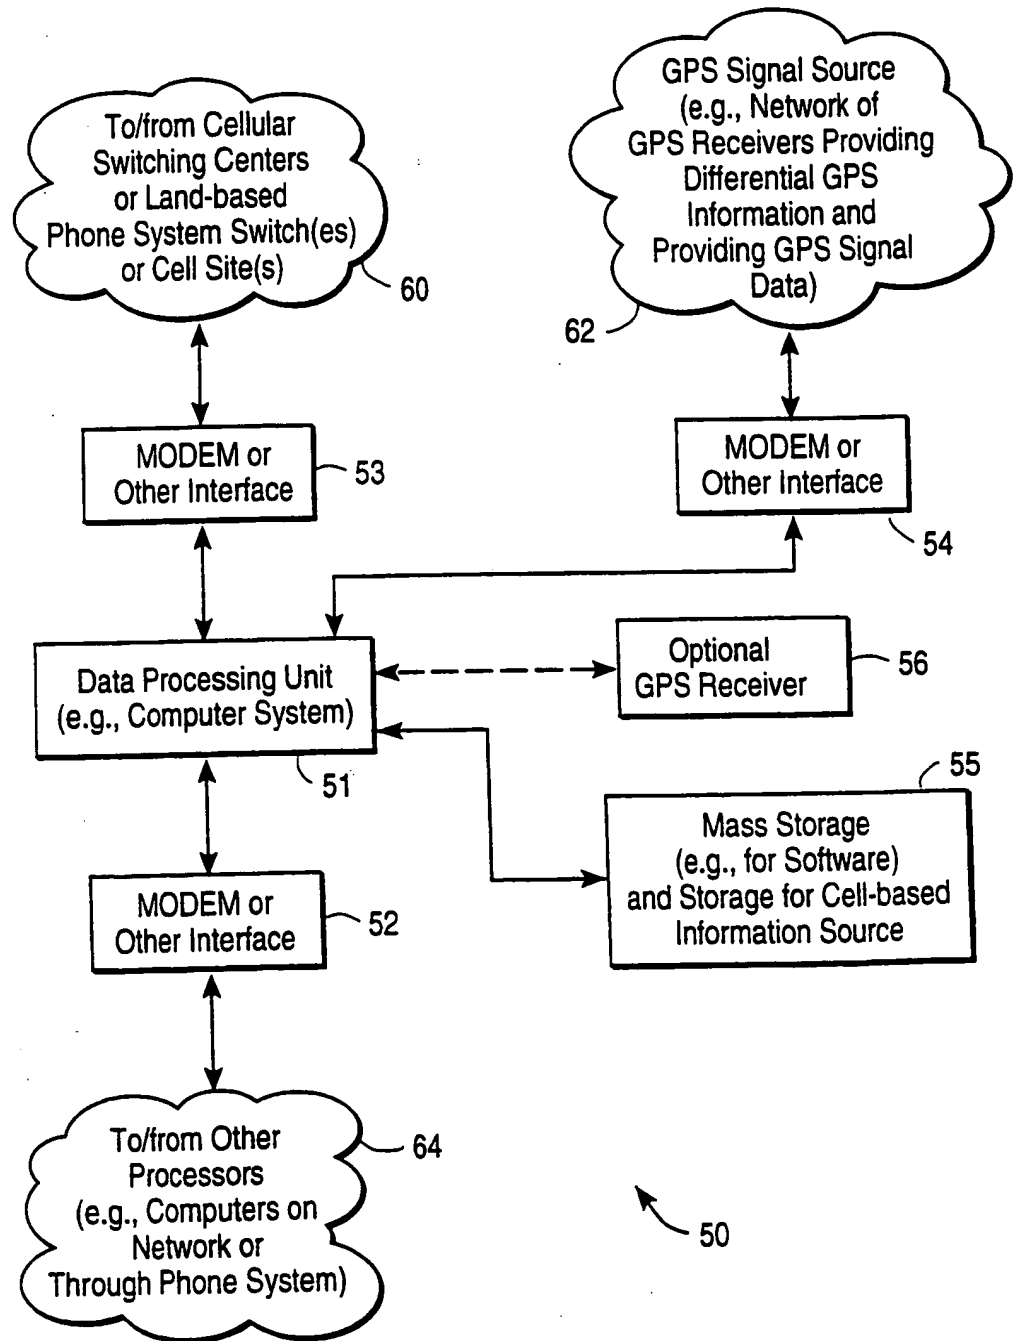 To/from Cellular
Switching Centers
or Land-based
Phone System Switch(es)
or Cell Site(s)
60
GPS Signal Source
(e.g., Network of
GPS Receivers Providing
Differential GPS
Information and
Providing GPS Signal
Data)
62
MODEM or
Other Interface
53
MODEM or
Other Interface
54
Data Processing Unit
(e.g., Computer System)
51
Optional
GPS Receiver
56
55
Mass Storage
(e.g., for Software)
and Storage for Cell-based
Information Source
MODEM or
Other Interface
52
To/from Other
Processors
(e.g., Computers on
Network or
Through Phone System)
64
50